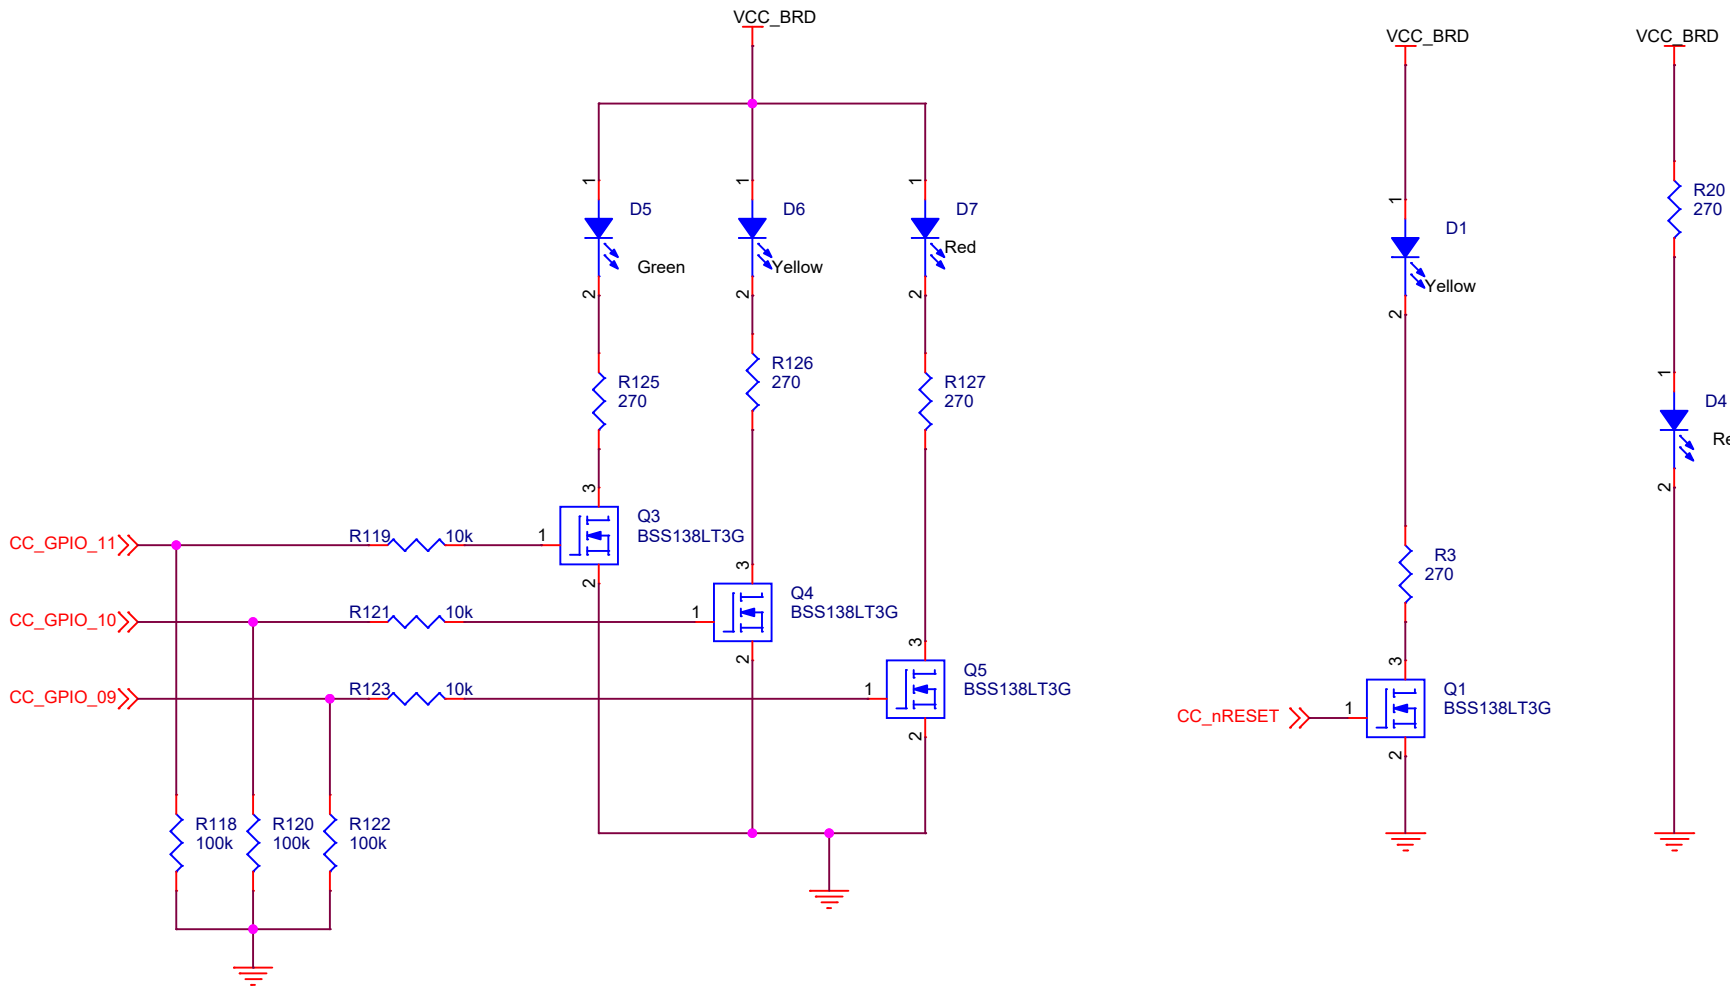 VCC_BRD
VCC_BRD
VCC_BRD
1
D5
Green
2
1
D6
Yellow
2
1
D7
Red
2
1
D1
Yellow
2
R20
270
1
D4
2
R125
270
R126
270
R127
270
CC_GPIO_11
R119
10k
1
3
Q3
BSS138LT3G
2
CC_GPIO_10
R121
10k
1
3
Q4
BSS138LT3G
2
CC_GPIO_09
R123
10k
1
3
Q5
BSS138LT3G
2
R3
270
CC_nRESET
1
3
Q1
BSS138LT3G
2
R118
100k
R120
100k
R122
100k